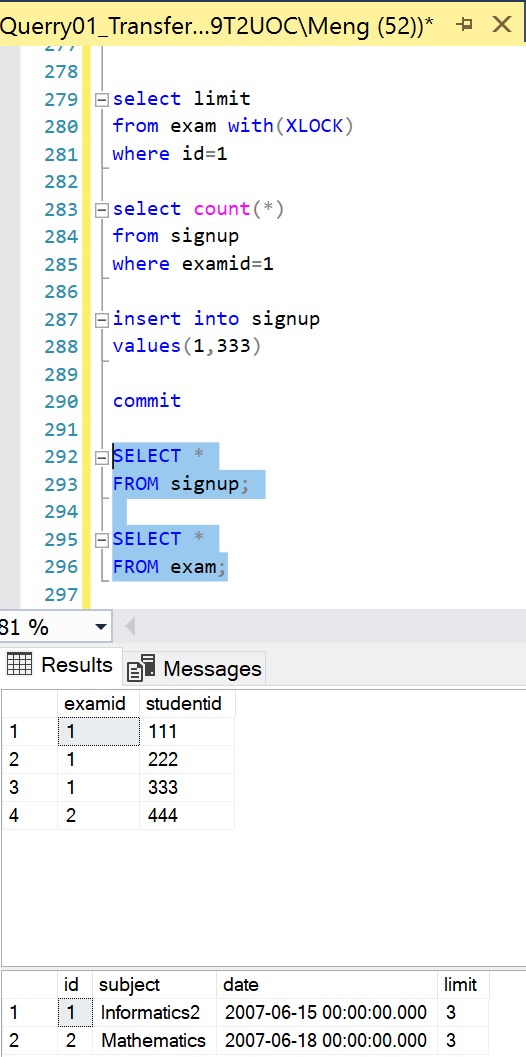 Querry01_Transfer...9T2UOC\Meng (52))*
277
278
279 select limit
280 from exam with(XLOCK)
281 where id=1
282
283 select count(*)
284 from signup
285 where examid=1
286
287 insert into signup
288 values(1,333)
289
290 commit
291
292 SELECT *
293 FROM signup;
294
295 SELECT *
296 FROM exam;
297
81 %
Results Messages
examid studentid
1 1 111
2 1 222
3 1 333
4 2 444
id subject date limit
1 1 Informatics2 2007-06-15 00:00:00.000 3
2 2 Mathematics 2007-06-18 00:00:00.000 3